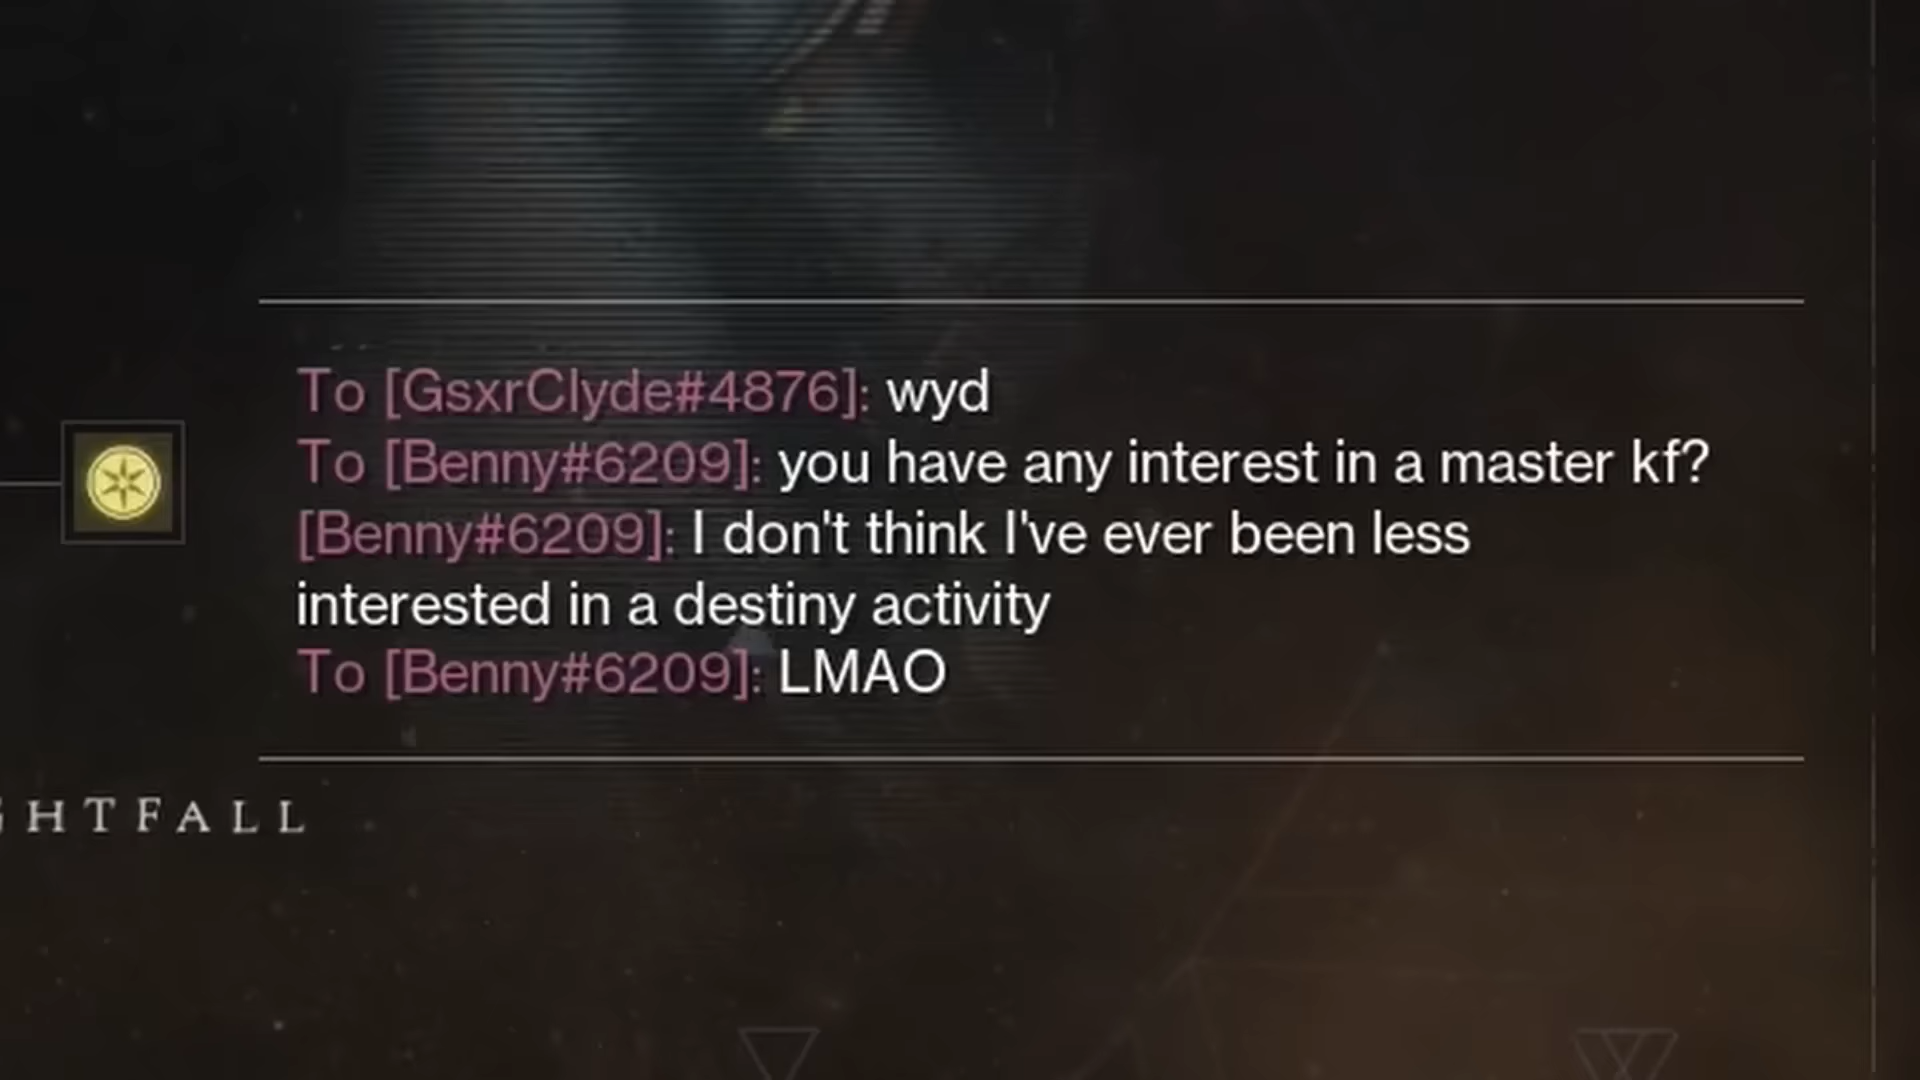 To [GsxrClyde#4876]: wyd
To [Benny#6209]: you have any interest in a master kf?
[Benny#6209]: I don't think I've ever been less
interested in a destiny activity
To [Benny#6209]: LMAO
GHTFALL